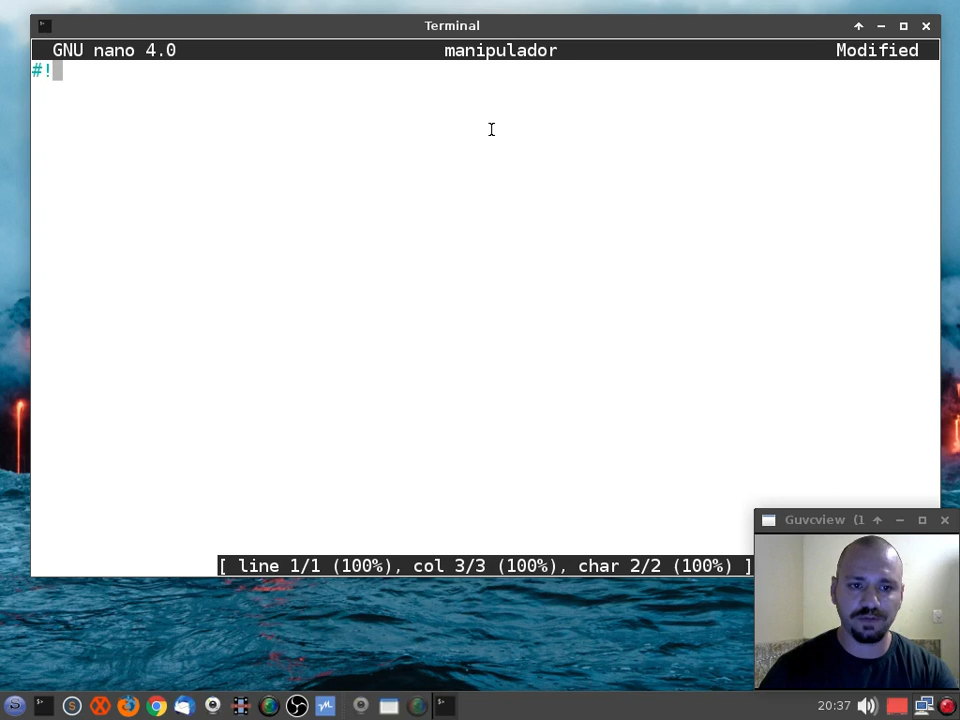 Terminal
GNU nano 4.0 manipulador Modified
#!
Guvcview (1
[ line 1/1 (100%), col 3/3 (100%), char 2/2 (100%) ]
20:37